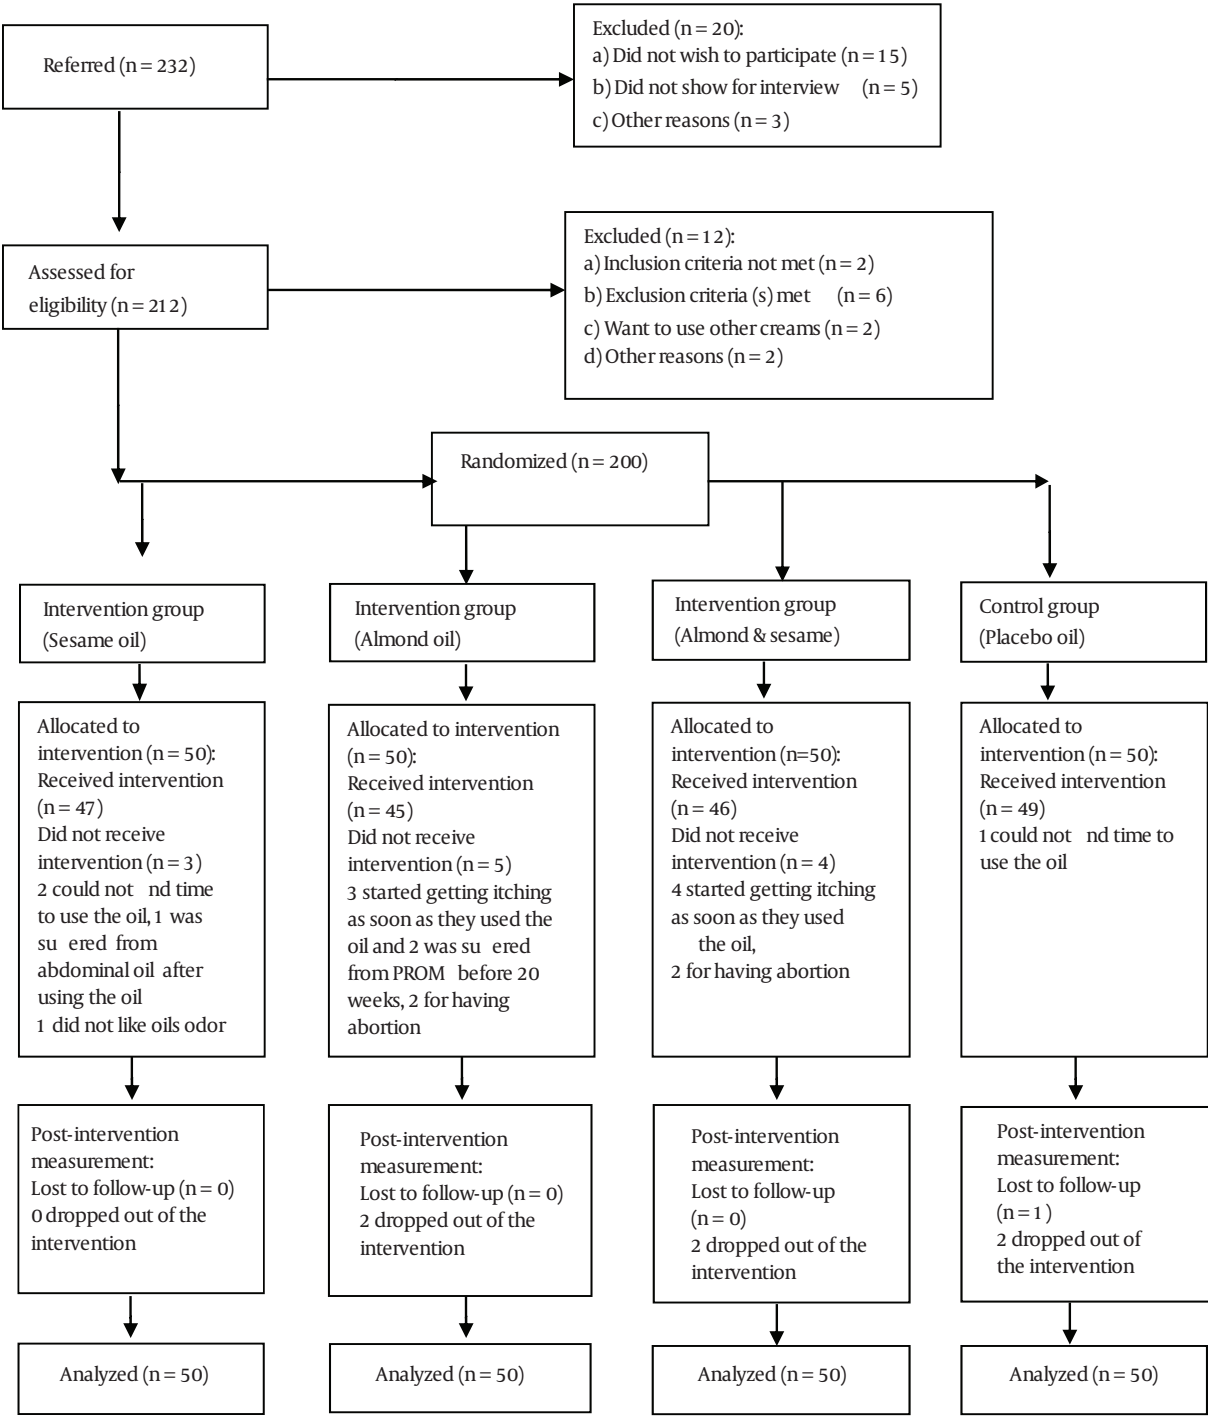 Referred (n = 232)
Excluded (n = 20):
a) Did not wish to participate (n = 15)
b) Did not show for interview (n = 5)
c) Other reasons (n = 3)
Assessed for
eligibility (n = 212)
Excluded (n = 12):
a) Inclusion criteria not met (n = 2)
b) Exclusion criteria (s) met (n = 6)
c) Want to use other creams (n = 2)
d) Other reasons (n = 2)
Randomized (n = 200)
Intervention group
(Sesame oil)
Intervention group
(Almond oil)
Intervention group
(Almond & sesame)
Control group
(Placebo oil)
Allocated to
intervention (n = 50):
Received intervention
(n = 47)
Did not receive
intervention (n = 3)
2 could not nd time
to use the oil, 1 was
su ered from
abdominal oil after
using the oil
1 did not like oils odor
Allocated to intervention
(n = 50):
Received intervention
(n = 45)
Did not receive
intervention (n = 5)
3 started getting itching
as soon as they used the
oil and 2 was su ered
from PROM before 20
weeks, 2 for having
abortion
Allocated to
intervention (n=50):
Received intervention
(n = 46)
Did not receive
intervention (n = 4)
4 started getting itching
as soon as they used
the oil,
2 for having abortion
Allocated to
intervention (n = 50):
Received intervention
(n = 49)
1 could not nd time to
use the oil
Post-intervention
measurement:
Lost to follow-up (n = 0)
0 dropped out of the
intervention
Post-intervention
measurement:
Lost to follow-up (n = 0)
2 dropped out of the
intervention
Post-intervention
measurement:
Lost to follow-up
(n = 0)
2 dropped out of the
intervention
Post-intervention
measurement:
Lost to follow-up
(n = 1 )
2 dropped out of
the intervention
Analyzed (n = 50)
Analyzed (n = 50)
Analyzed (n = 50)
Analyzed (n = 50)